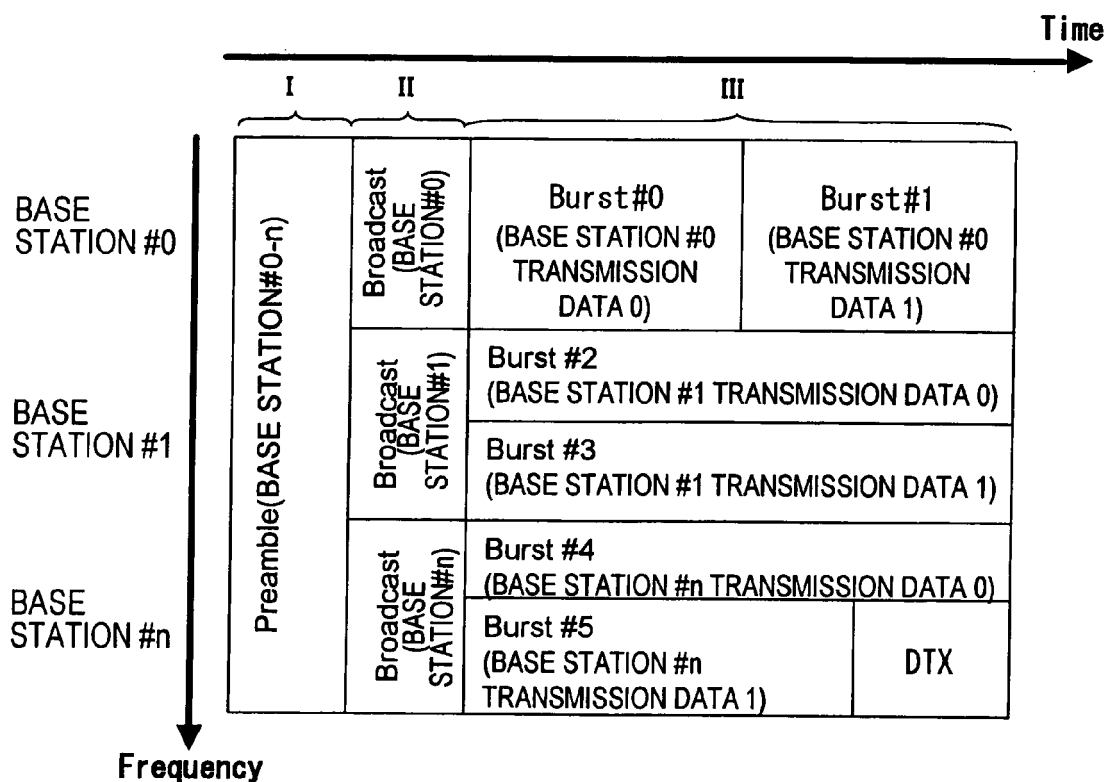 Time
I
II
III
BASE
STATION #0
BASE
STATION #1
BASE
STATION #n
Preamble(BASE STATION#0-n)
Broadcast
(BASE
STATION#0)
Broadcast
(BASE
STATION#1)
Broadcast
(BASE
STATION#n)
Burst#0
(BASE STATION #0
TRANSMISSION
DATA 0)
Burst#1
(BASE STATION #0
TRANSMISSION
DATA 1)
Burst #2
(BASE STATION #1 TRANSMISSION DATA 0)
Burst #3
(BASE STATION #1 TRANSMISSION DATA 1)
Burst #4
(BASE STATION #n TRANSMISSION DATA 0)
Burst #5
(BASE STATION #n
TRANSMISSION DATA 1)
DTX
Frequency